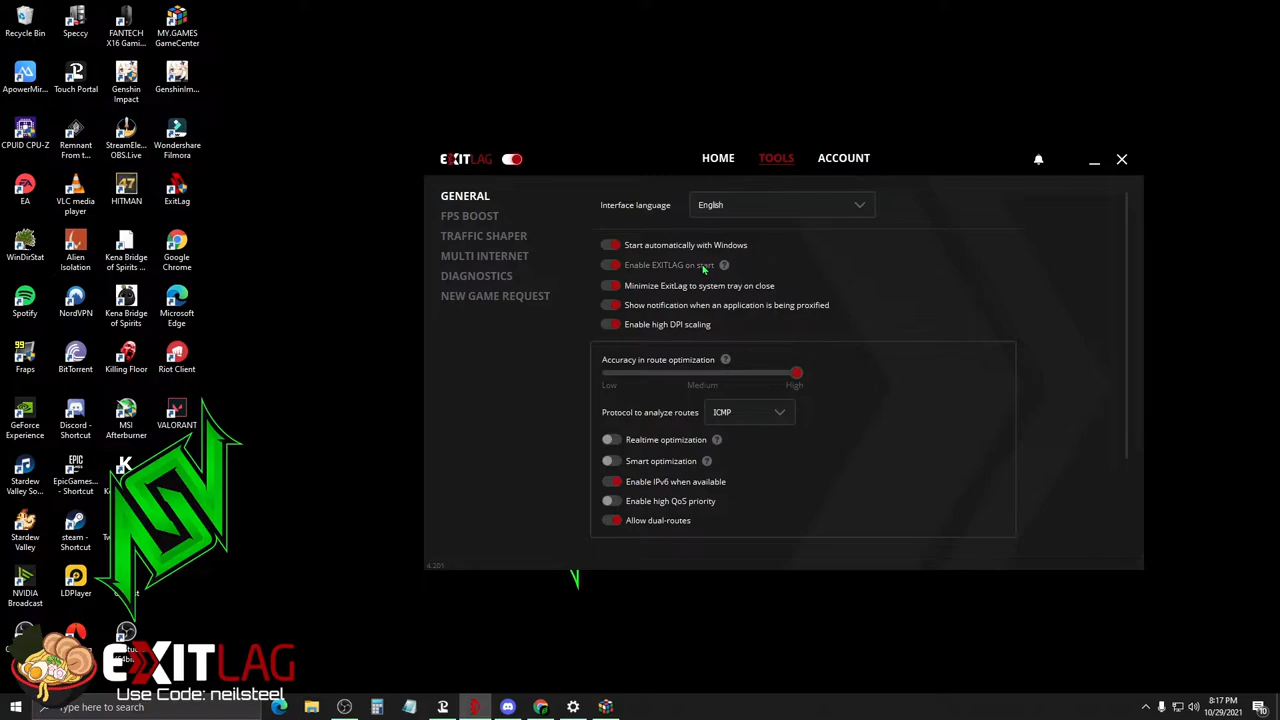 Recycle Bin
Speccy
FANTECH
X16 Gami...
MY.GAMES
GameCenter
ApowerMir...
Touch Portal
Genshin
Impact
GenshinIm...
CPUID CPU-Z
Remnant
From t...
StreamEle...
OBS.Live
Wondershare
Filmora
EA
VLC media
player
47
HITMAN
ExitLag
WinDirStat
Alien
Isolation
Kena Bridge
of Spirits ...
Google
Chrome
Spotify
NordVPN
Kena Bridge
of Spirits
Microsoft
Edge
99
Fraps
BitTorrent
Killing Floor
Riot Client
GeForce
Experience
Discord -
Shortcut
MSI
Afterburner
VALORANT
Stardew
Valley So...
EPIC
EpicGames...
- Shortcut
Stardew
Valley
steam -
Shortcut
NVIDIA
Broadcast
LDPlayer
EXITLAG
HOME
TOOLS
ACCOUNT
GENERAL
FPS BOOST
TRAFFIC SHAPER
MULTI INTERNET
DIAGNOSTICS
NEW GAME REQUEST
Interface language
English
Start automatically with Windows
Enable EXITLAG on start ?
Minimize ExitLag to system tray on close
Show notification when an application is being proxified
Enable high DPI scaling
Accuracy in route optimization ?
Low
Medium
High
Protocol to analyze routes
ICMP
Realtime optimization ?
Smart optimization ?
Enable IPv6 when available
Enable high QoS priority
Allow dual-routes
4.201
EXITLAG
Use Code: neilsteel
Type here to search
8:17 PM
10/29/2021
10